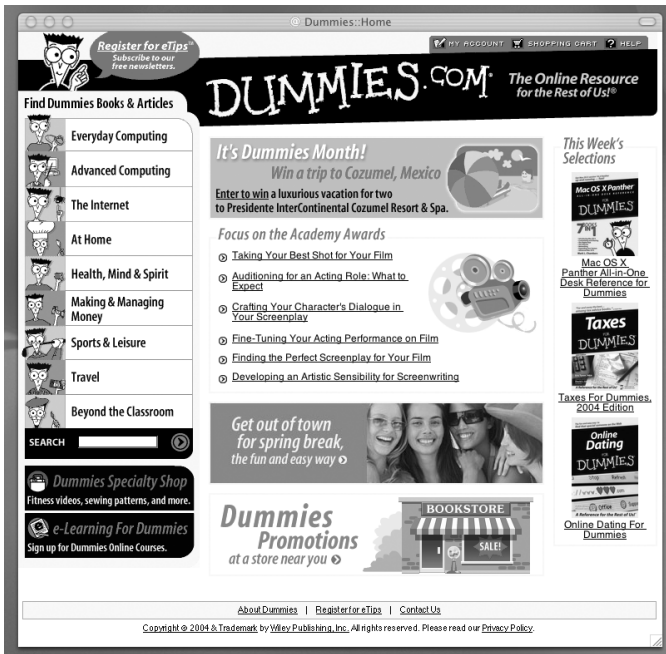 Dummies::Home
Register for eTips™
Subscribe to our
free newsletters.
MY ACCOUNT SHOPPING CART ? HELP
DUMMIES.COM®
The Online Resource
for the Rest of Us!®
Find Dummies Books & Articles
Everyday Computing
Advanced Computing
The Internet
At Home
Health, Mind & Spirit
Making & Managing
Money
Sports & Leisure
Travel
Beyond the Classroom
SEARCH
Dummies Specialty Shop
Fitness videos, sewing patterns, and more.
e-Learning For Dummies
Sign up for Dummies Online Courses.
It's Dummies Month!
Win a trip to Cozumel, Mexico
Enter to win a luxurious vacation for two
to Presidente InterContinental Cozumel Resort & Spa.
Focus on the Academy Awards
Taking Your Best Shot for Your Film
Auditioning for an Acting Role: What to
Expect
Crafting Your Character's Dialogue in
Your Screenplay
Fine-Tuning Your Acting Performance on Film
Finding the Perfect Screenplay for Your Film
Developing an Artistic Sensibility for Screenwriting
Get out of town
for spring break,
the fun and easy way
Dummies
Promotions
at a store near you
BOOKSTORE
SALE!
This Week's
Selections
Mac OS X Panther
FOR
DUMMIES
Mac OS X
Panther All-in-One
Desk Reference for
Dummies
Taxes
FOR
DUMMIES
Taxes For Dummies,
2004 Edition
Online
Dating
FOR
DUMMIES
A Reference for the Rest of Us!
Online Dating For
Dummies
About Dummies | Register for eTips | Contact Us
Copyright © 2004 & Trademark by Wiley Publishing, Inc. All rights reserved. Please read our Privacy Policy.